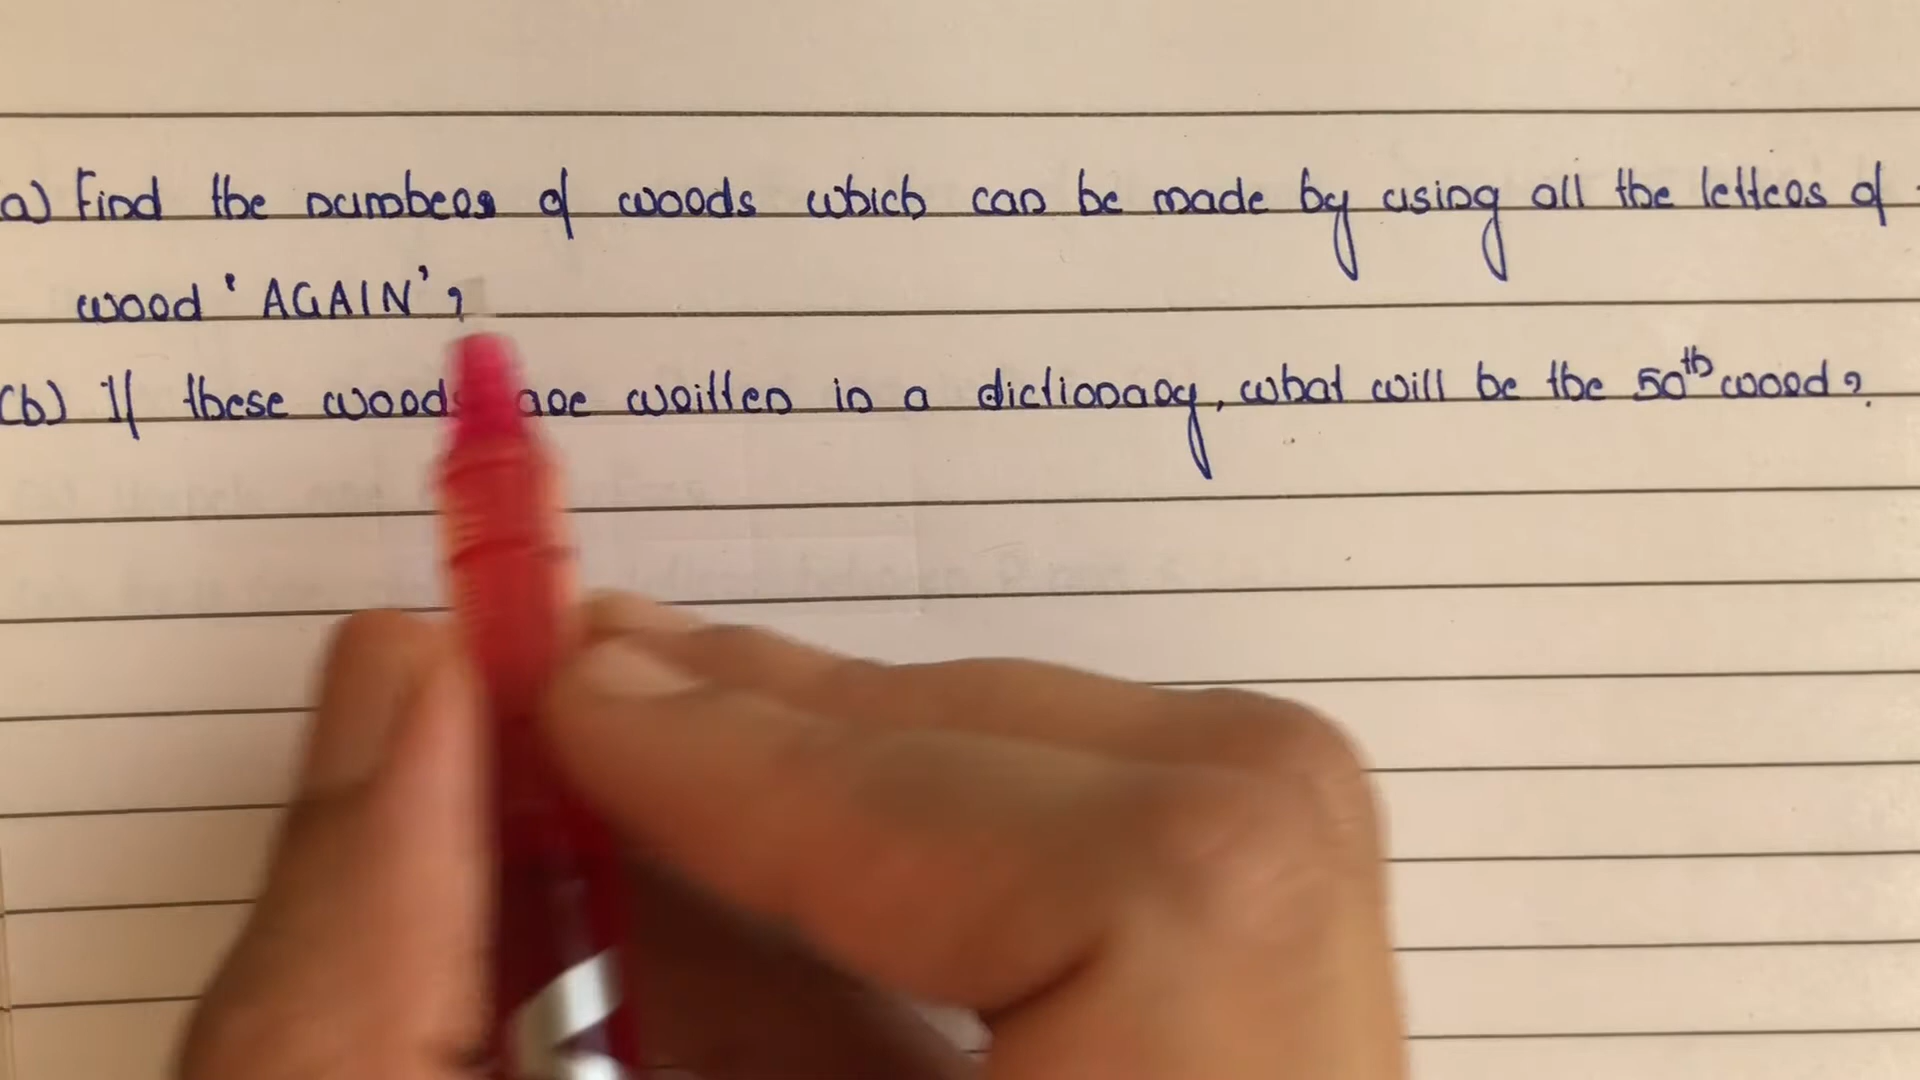 a) Find the numbers of words which can be made by using all the letters of
word 'AGAIN'?
(b) If these words are written in a dictionary, what will be the 50th word?